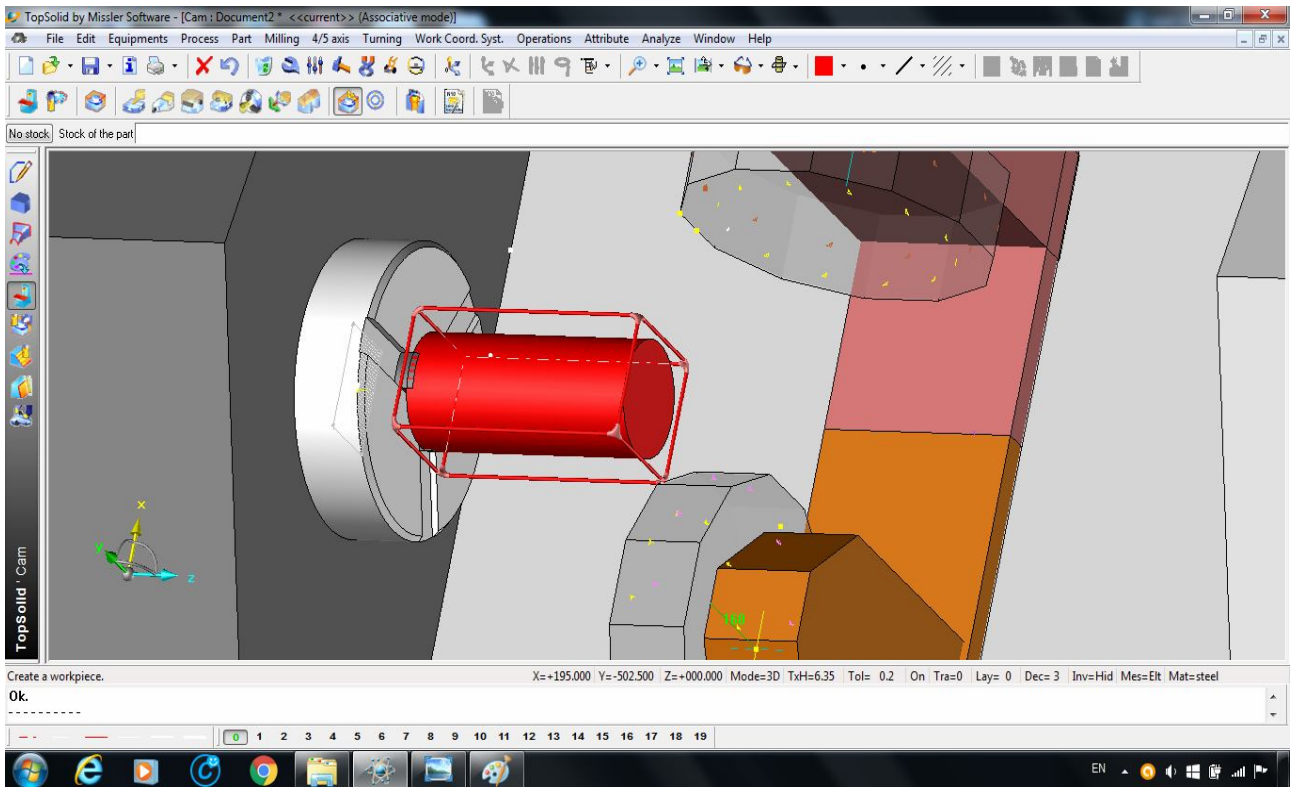 TopSolid by Missler Software - [Cam : Document2 *  <<current>> (Associative mode)]
File Edit Equipments Process Part Milling 4/5 axis Turning Work Coord. Syst. Operations Attribute Analyze Window Help
No stock Stock of the part
x
y
z
168
TopSolid ' Cam
Create a workpiece.
X=+195.000 Y=-502.500 Z=+000.000 Mode=3D TxH=6.35 Tol= 0.2 On Tra=0 Lay= 0 Dec= 3 Inv=Hid Mes=Elt Mat=steel
Ok.
----------
0 1 2 3 4 5 6 7 8 9 10 11 12 13 14 15 16 17 18 19
EN